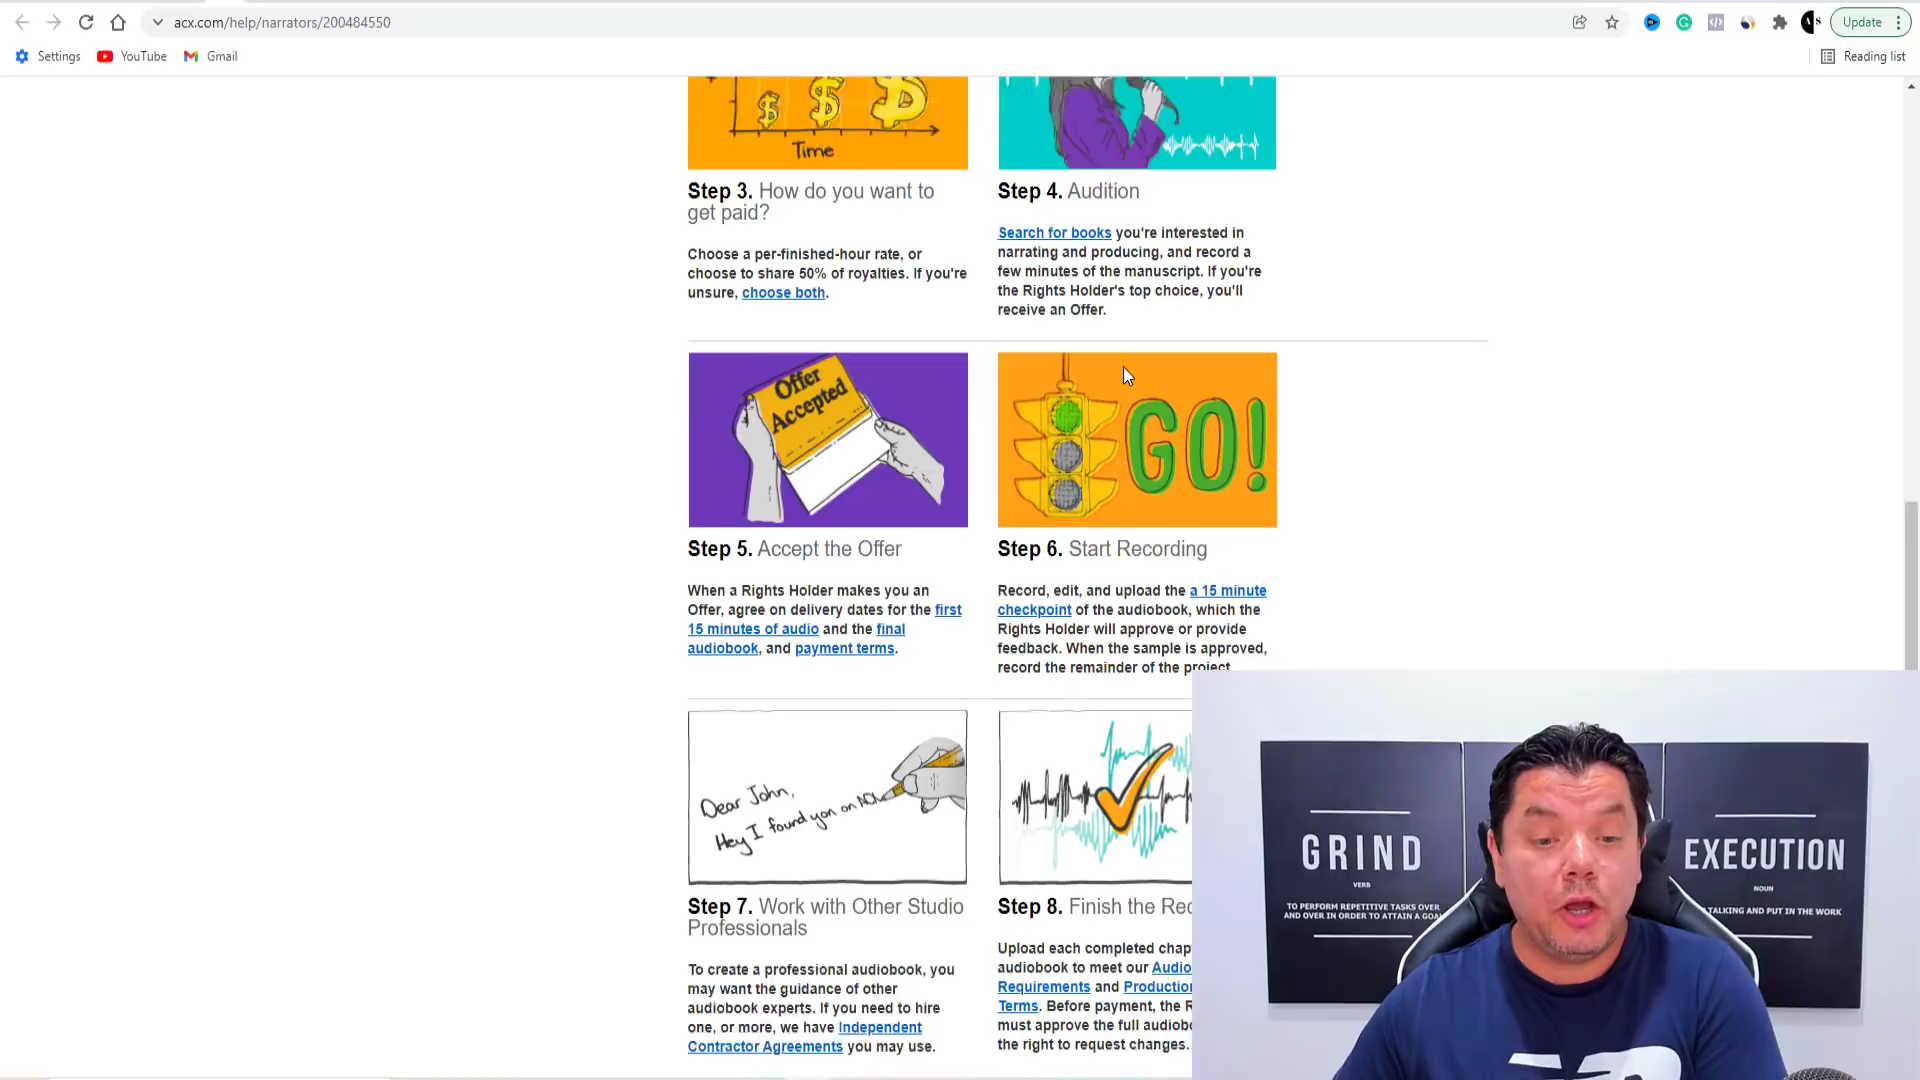 acx.com/help/narrators/200484550
Update
Settings
YouTube
Gmail
Reading list
Time
Step 3. How do you want to
get paid?
Choose a per-finished-hour rate, or
choose to share 50% of royalties. If you're
unsure, choose both.
Step 4. Audition
Search for books you're interested in
narrating and producing, and record a
few minutes of the manuscript. If you're
the Rights Holder's top choice, you'll
receive an Offer.
Offer
Accepted
GO!
Step 5. Accept the Offer
When a Rights Holder makes you an
Offer, agree on delivery dates for the first
15 minutes of audio and the final
audiobook, and payment terms.
Step 6. Start Recording
Record, edit, and upload the a 15 minute
checkpoint of the audiobook, which the
Rights Holder will approve or provide
feedback. When the sample is approved,
record the remainder of the project
Dear John,
Hey I found you on
Step 7. Work with Other Studio
Professionals
To create a professional audiobook, you
may want the guidance of other
audiobook experts. If you need to hire
one, or more, we have Independent
Contractor Agreements you may use.
Step 8. Finish the Rec
Upload each completed chap
audiobook to meet our Audio
Requirements and Production
Terms. Before payment, the R
must approve the full audiobo
the right to request changes.
GRIND
VERB
TO PERFORM REPETITIVE TASKS OVER
AND OVER IN ORDER TO ATTAIN A GOAL
EXECUTION
NOUN
TALKING AND PUT IN THE WORK